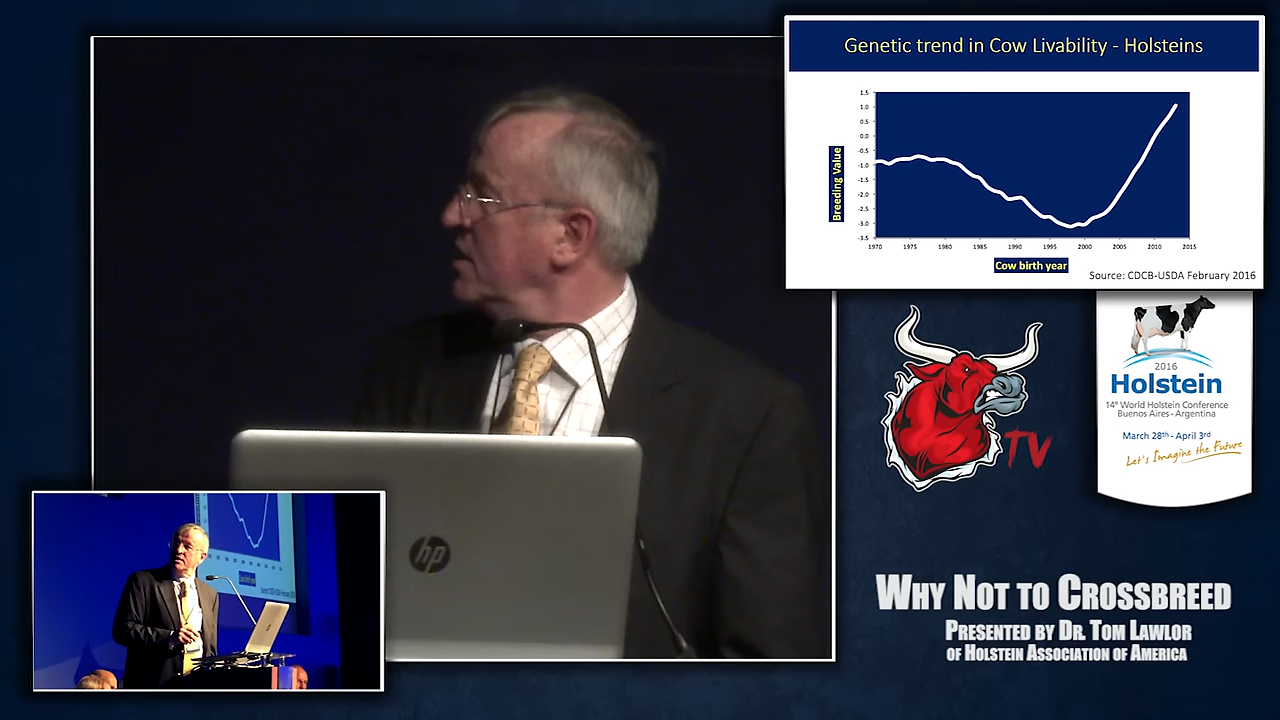 Genetic trend in Cow Livability - Holsteins
1.5
1.0
0.5
0.0
-0.5
-1.0
-1.5
-2.0
-2.5
-3.0
-3.5
Breeding Value
1970 1975 1980 1985 1990 1995 2000 2005 2010 2015
Cow birth year
Source: CDCB-USDA February 2016
TV
2016
Holstein
14º World Holstein Conference
Buenos Aires - Argentina
March 28th - April 3rd
Let's Imagine the Future
hp
Cow birth year
WHY NOT TO CROSSBREED
PRESENTED BY DR. TOM LAWLOR
OF HOLSTEIN ASSOCIATION OF AMERICA